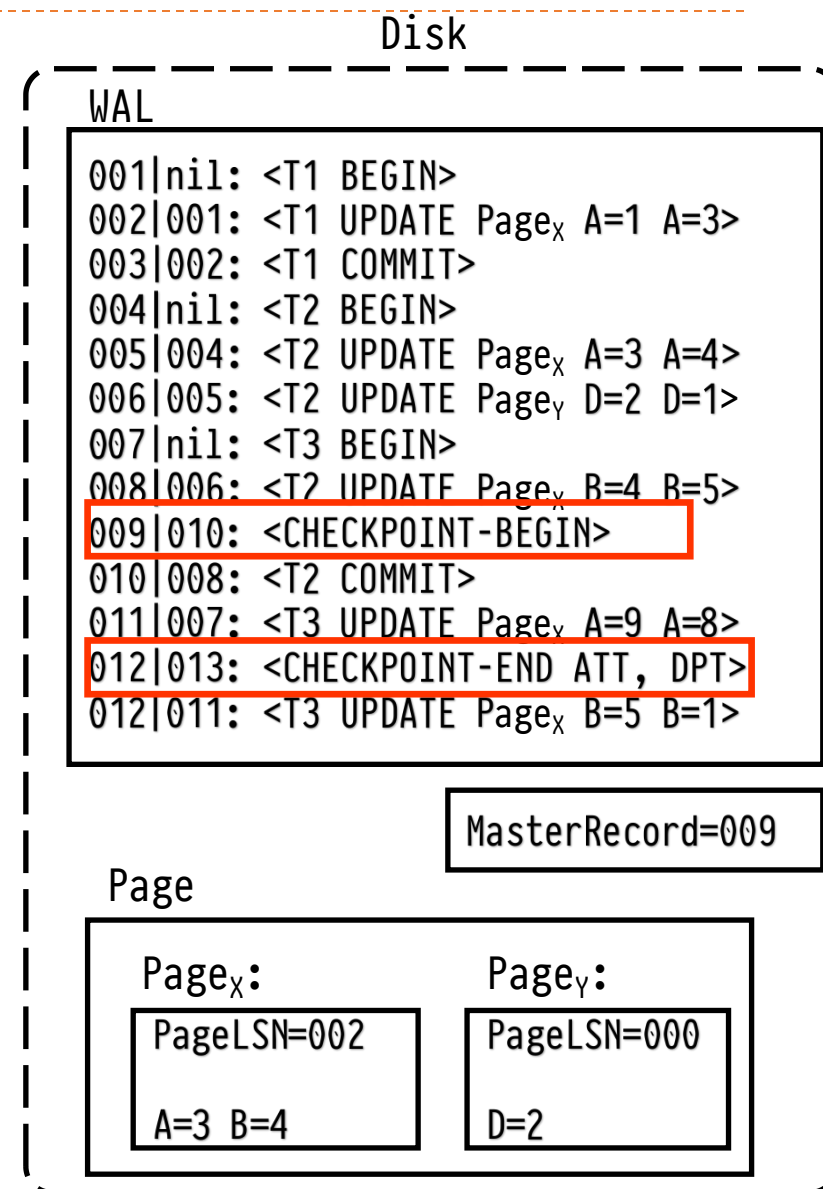 Disk
WAL
001|nil: <T1 BEGIN>
002|001: <T1 UPDATE Pageₓ A=1 A=3>
003|002: <T1 COMMIT>
004|nil: <T2 BEGIN>
005|004: <T2 UPDATE Pageₓ A=3 A=4>
006|005: <T2 UPDATE PageY D=2 D=1>
007|nil: <T3 BEGIN>
008|006: <T2 UPDATE Pageₓ B=4 B=5>
009|010: <CHECKPOINT-BEGIN>
010|008: <T2 COMMIT>
011|007: <T3 UPDATE Pageₓ A=9 A=8>
012|013: <CHECKPOINT-END ATT, DPT>
012|011: <T3 UPDATE Pageₓ B=5 B=1>
MasterRecord=009
Page
Pageₓ:
PageLSN=002
A=3 B=4
PageY:
PageLSN=000
D=2